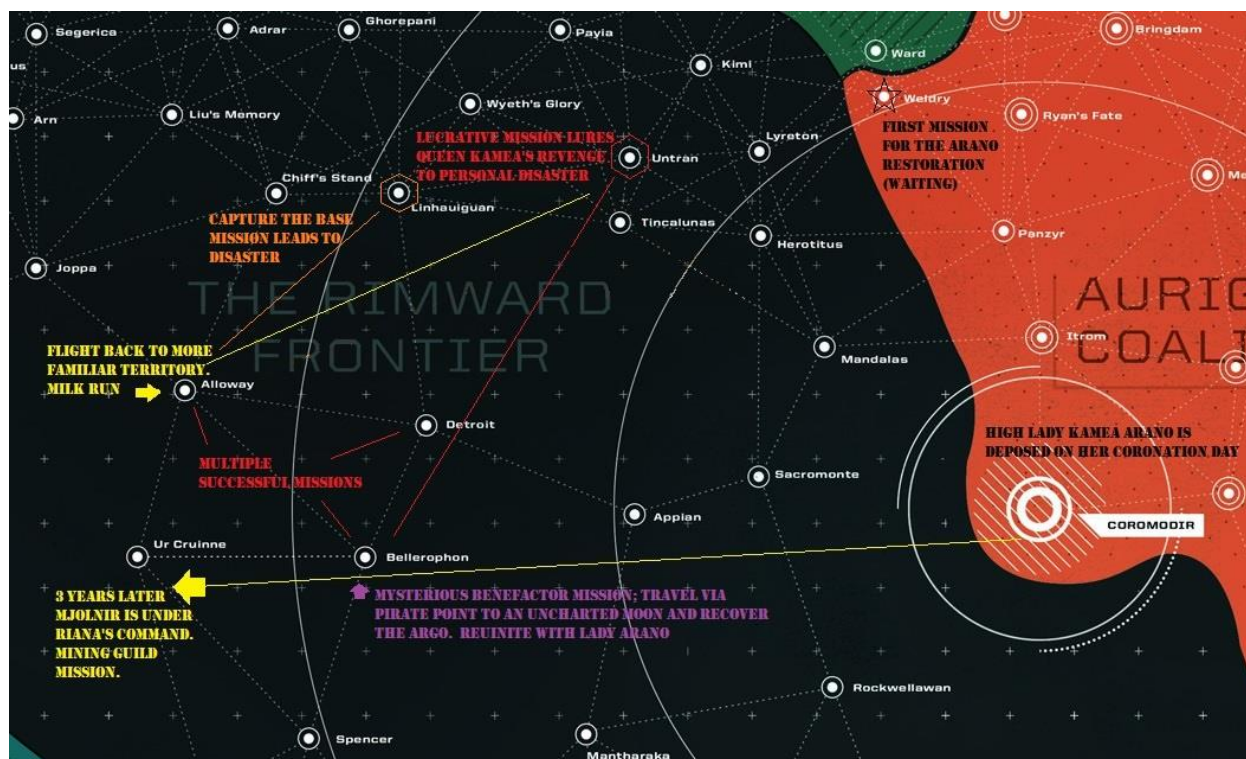 Segerica
Adrar
Ghorepani
Payia
Bringdam
us
Ward
Kimi
Arn
Liu's Memory
Wyeth's Glory
Weldry
Ryan's Fate
LUCRATIVE MISSION LURES
QUEEN KAMEA'S REVENGE
TO PERSONAL DISASTER
Untran
Lyreton
FIRST MISSION
FOR THE ARANO
RESTORATION
(WAITING)
Chiff's Stand
Linhauiguan
Me
CAPTURE THE BASE
MISSION LEADS TO
DISASTER
Tincalunas
Herotitus
Panzyr
Joppa
THE RIMWARD
FRONTIER
AURIG
COALI
Itrom
FLIGHT BACK TO MORE
FAMILIAR TERRITORY.
MILK RUN
Alloway
Mandalas
Detroit
HIGH LADY KAMEA ARANO IS
DEPOSED ON HER CORONATION DAY
MULTIPLE
SUCCESSFUL MISSIONS
Sacromonte
Appian
COROMODIR
Ur Cruinne
Bellerophon
3 YEARS LATER
MJOLNIR IS UNDER
RIANA'S COMMAND.
MINING GUILD
MISSION.
MYSTERIOUS BENEFACTOR MISSION; TRAVEL VIA
PIRATE POINT TO AN UNCHARTED MOON AND RECOVER
THE ARGO. REUINITE WITH LADY ARANO
Rockwellawan
Spencer
Mantharaka